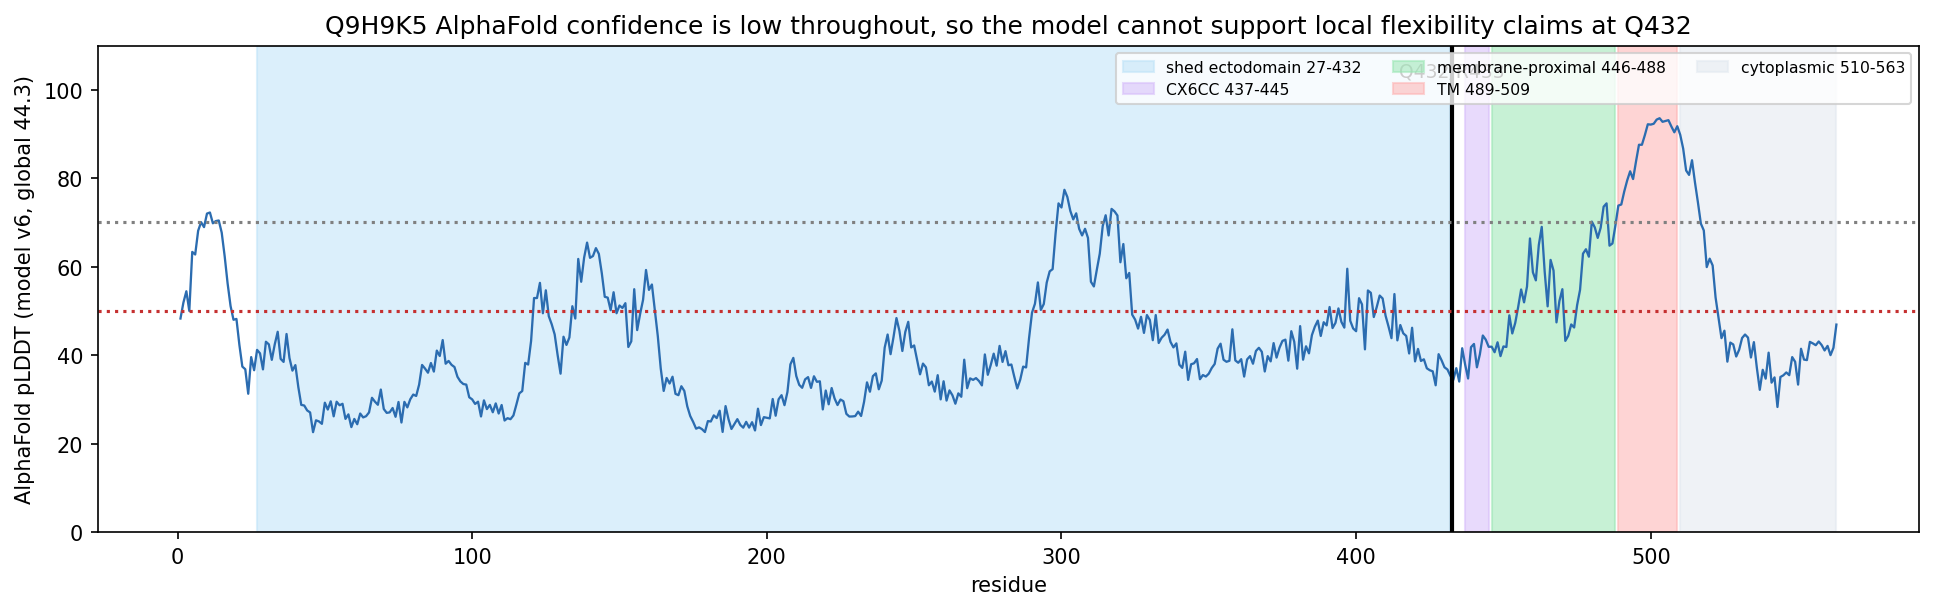 Q9H9K5 AlphaFold confidence is low throughout, so the model cannot support local flexibility claims at Q432
AlphaFold pLDDT (model v6, global 44.3)
100
80
60
40
20
0
shed ectodomain 27-432
CX6CC 437-445
membrane-proximal 446-488
TM 489-509
cytoplasmic 510-563
0 100 200 300 400 500
residue